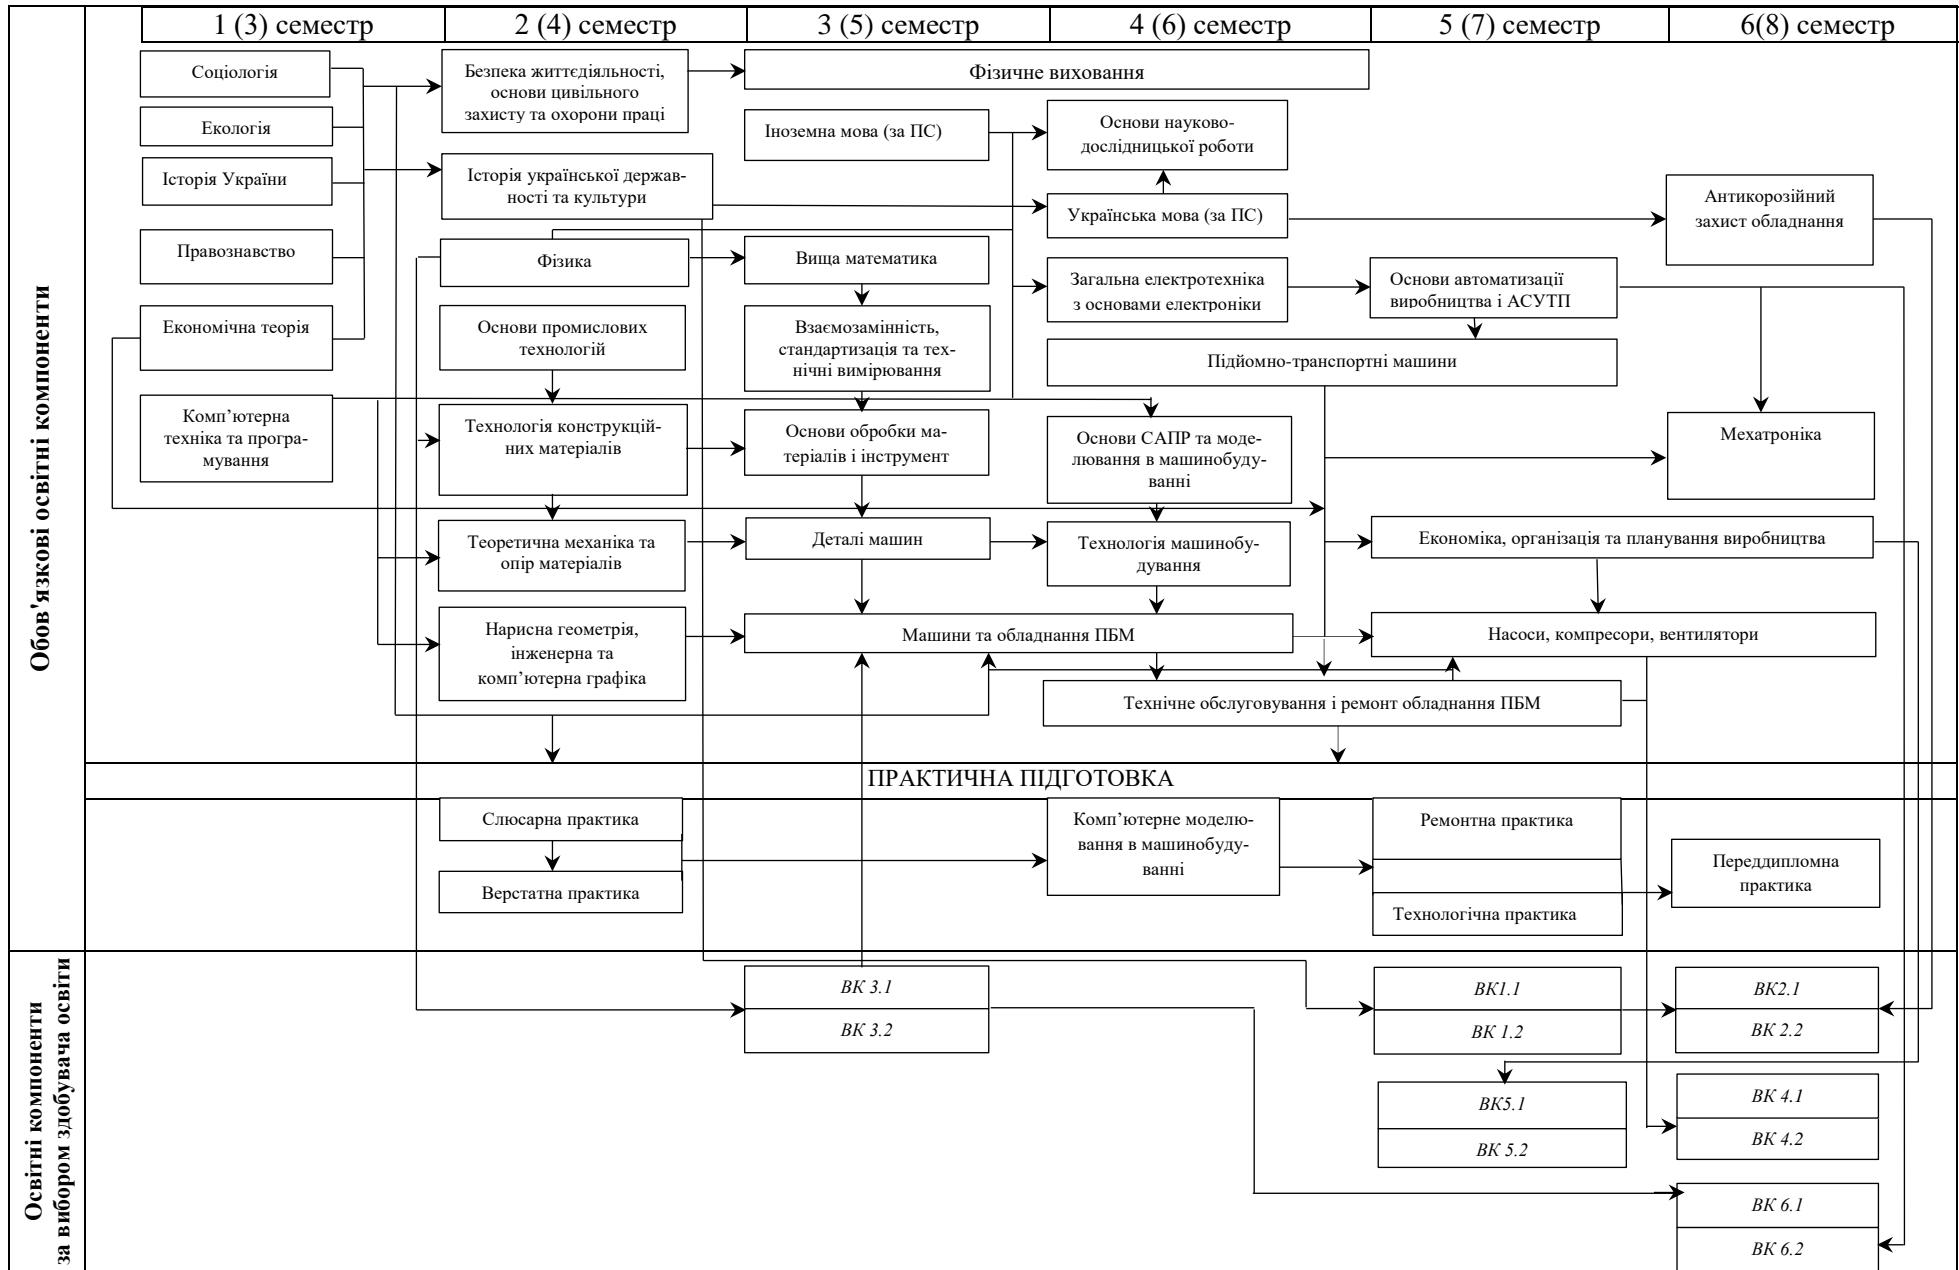 1 (3) семестр
2 (4) семестр
3 (5) семестр
4 (6) семестр
5 (7) семестр
6(8) семестр
Обов'язкові освітні компоненти
Соціологія
Екологія
Історія України
Правознавство
Економічна теорія
Комп’ютерна
техніка та програ-
мування
Безпека життєдіяльності,
основи цивільного
захисту та охорони праці
Історія української держав-
ності та культури
Фізика
Основи промислових
технологій
Технологія конструкцій-
них матеріалів
Теоретична механіка та
опір матеріалів
Нарисна геометрія,
інженерна та
комп’ютерна графіка
Фізичне виховання
Іноземна мова (за ПС)
Вища математика
Взаємозамінність,
стандартизація та тех-
нічні вимірювання
Основи обробки ма-
теріалів і інструмент
Деталі машин
Машини та обладнання ПБМ
Основи науково-
дослідницької роботи
Українська мова (за ПС)
Загальна електротехніка
з основами електроніки
Підйомно-транспортні машини
Основи САПР та моде-
лювання в машинобуду-
ванні
Технологія машинобу-
дування
Технічне обслуговування і ремонт обладнання ПБМ
Основи автоматизації
виробництва і АСУТП
Економіка, організація та планування виробництва
Насоси, компресори, вентилятори
Антикорозійний
захист обладнання
Мехатроніка
ПРАКТИЧНА ПІДГОТОВКА
Слюсарна практика
Верстатна практика
Комп’ютерне моделю-
вання в машинобуду-
ванні
Ремонтна практика
Технологічна практика
Переддипломна
практика
Освітні компоненти
за вибором здобувача освіти
ВК 3.1
ВК 3.2
ВК1.1
ВК 1.2
ВК2.1
ВК 2.2
ВК5.1
ВК 5.2
ВК 4.1
ВК 4.2
ВК 6.1
ВК 6.2